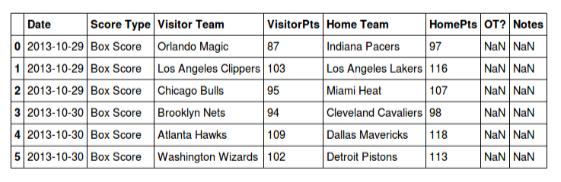 Date Score Type Visitor Team VisitorPts Home Team HomePts OT? Notes
0 2013-10-29 Box Score Orlando Magic 87 Indiana Pacers 97 NaN NaN
1 2013-10-29 Box Score Los Angeles Clippers 103 Los Angeles Lakers 116 NaN NaN
2 2013-10-29 Box Score Chicago Bulls 95 Miami Heat 107 NaN NaN
3 2013-10-30 Box Score Brooklyn Nets 94 Cleveland Cavaliers 98 NaN NaN
4 2013-10-30 Box Score Atlanta Hawks 109 Dallas Mavericks 118 NaN NaN
5 2013-10-30 Box Score Washington Wizards 102 Detroit Pistons 113 NaN NaN